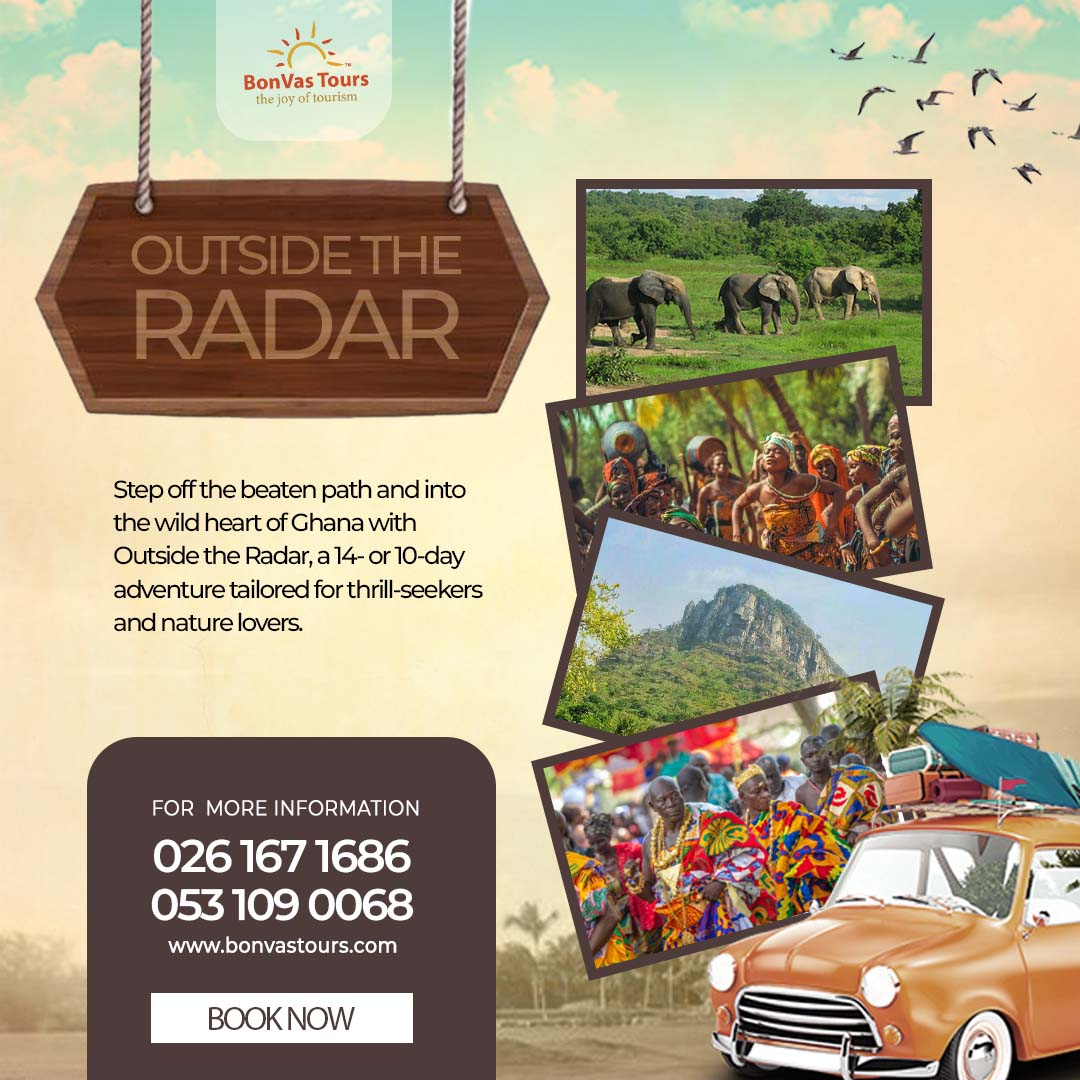 BonVas Tours™
the joy of tourism
OUTSIDE THE
RADAR
Step off the beaten path and into
the wild heart of Ghana with
Outside the Radar, a 14- or 10-day
adventure tailored for thrill-seekers
and nature lovers.
FOR MORE INFORMATION
026 167 1686
053 109 0068
www.bonvastours.com
BOOK NOW